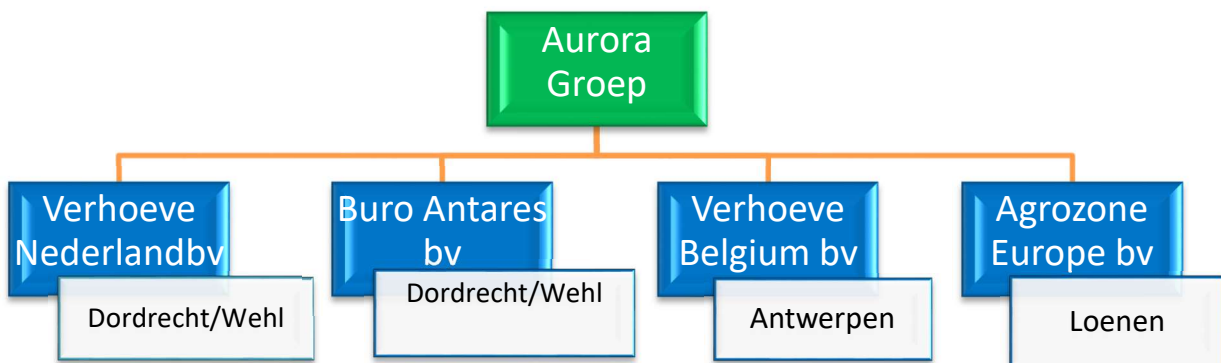 Aurora
Groep
Verhoeve
Nederlandbv
Dordrecht/Wehl
Buro Antares
bv
Dordrecht/Wehl
Verhoeve
Belgium bv
Antwerpen
Agrozone
Europe bv
Loenen